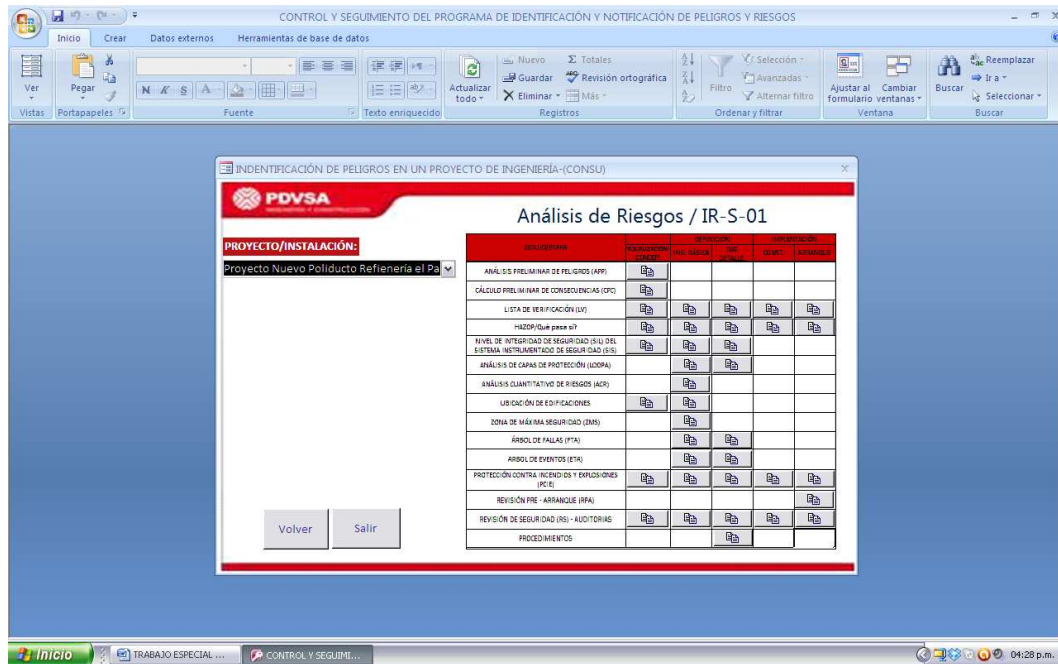 CONTROL Y SEGUIMIENTO DEL PROGRAMA DE IDENTIFICACIÓN Y NOTIFICACIÓN DE PELIGROS Y RIESGOS
Inicio Crear Datos externos Herramientas de base de datos
Ver
Pegar
N K S A
Actualizar todo
Nuevo
Guardar
Eliminar
Totales
Revisión ortográfica
Más
Filtro
Selección
Avanzadas
Alternar filtro
Ajustar al formulario
Cambiar ventanas
Buscar
Reemplazar
Ir a
Seleccionar
Vistas Portapapeles Fuente Texto enriquecido Registros Ordenar y filtrar Ventana Buscar
INDENTIFICACIÓN DE PELIGROS EN UN PROYECTO DE INGENIERÍA-(CONSU)
PDVSA
Análisis de Riesgos / IR-S-01
PROYECTO/INSTALACIÓN:
Proyecto Nuevo Poliducto Refienería el Pa
ANÁLISIS PRELIMINAR DE PELIGROS (APP)
CÁLCULO PRELIMINAR DE CONSECUENCIAS (CPC)
LISTA DE VERIFICACIÓN (LV)
HAZOP/Qué pasa si?
NIVEL DE INTEGRIDAD DE SEGURIDAD (SIL) DEL
SISTEMA INSTRUMENTADO DE SEGURIDAD (SIS)
ANÁLISIS DE CAPAS DE PROTECCIÓN (LOOPA)
ANÁLISIS CUANTITATIVO DE RIESGOS (ACR)
UBICACIÓN DE EDIFICACIONES
ZONA DE MÁXIMA SEGURIDAD (ZMS)
ÁRBOL DE FALLAS (FTA)
ARBOL DE EVENTOS (ETA)
PROTECCIÓN CONTRA INCENDIOS Y EXPLOSIONES
(PCIE)
REVISIÓN PRE - ARRANQUE (RPA)
REVISIÓN DE SEGURIDAD (RS) - AUDITORIAS
PROCEDIMIENTOS
Volver Salir
Inicio TRABAJO ESPECIAL ... CONTROL Y SEGUIMI... 04:28 p.m.